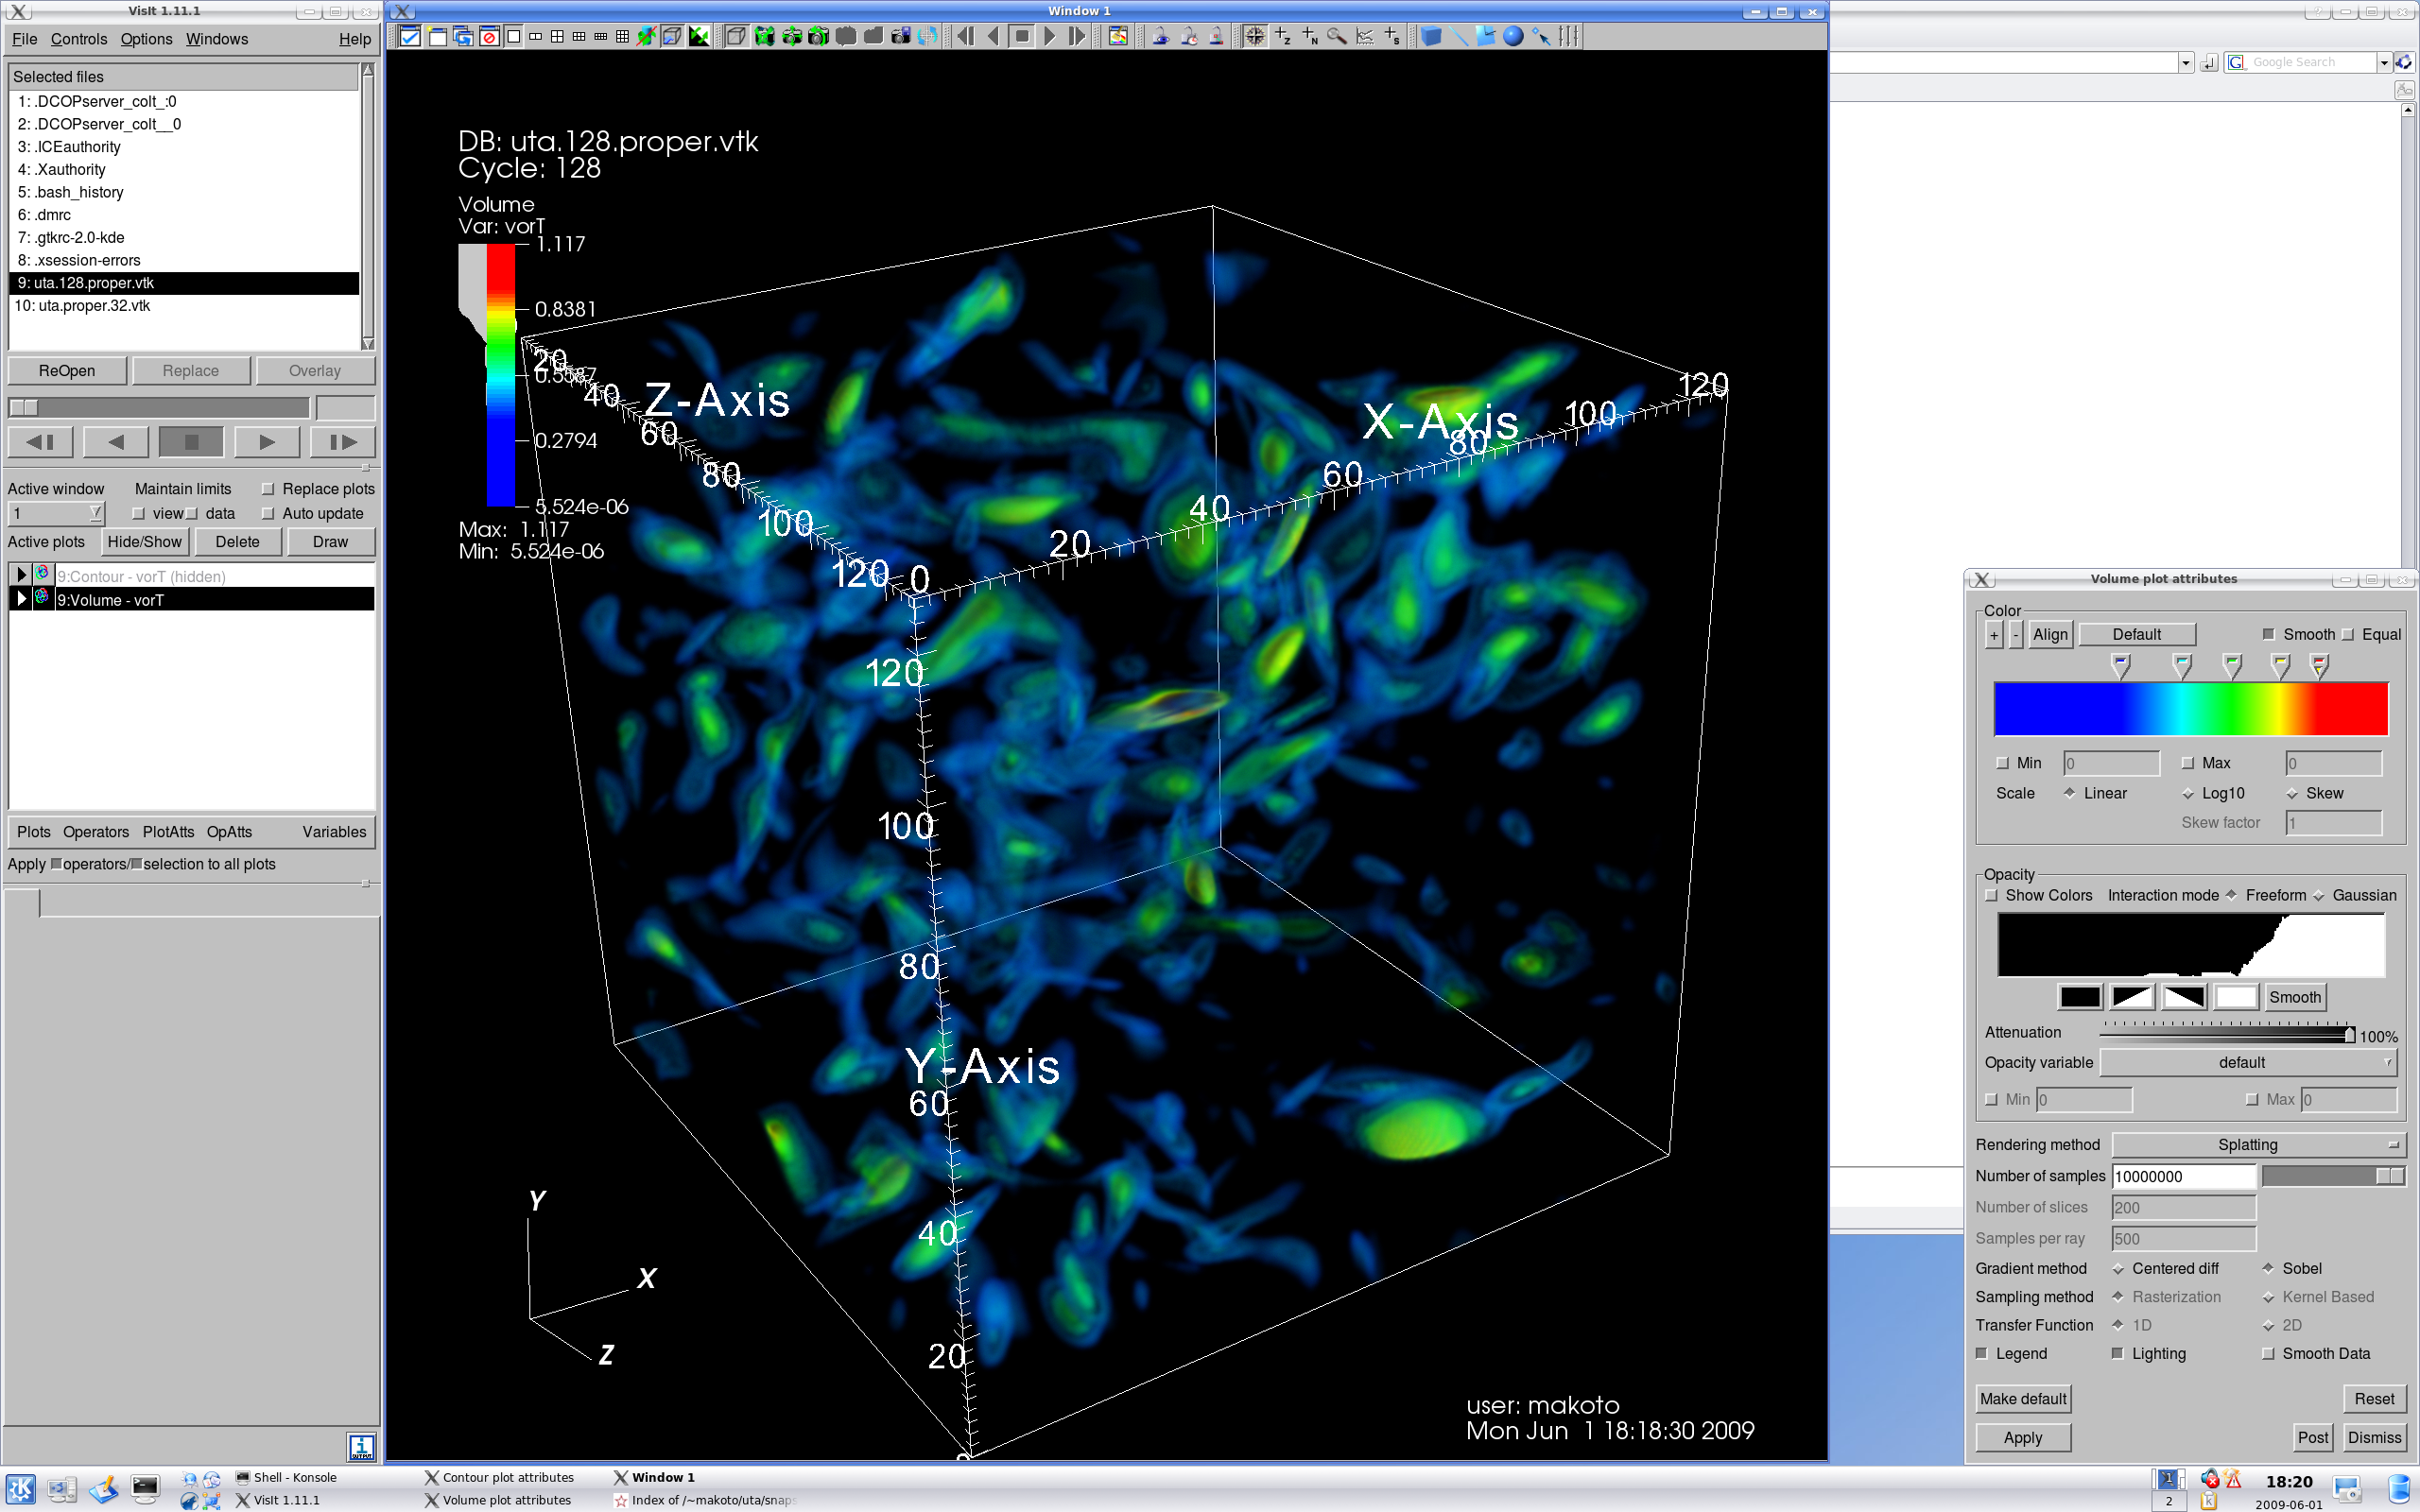 VisIt 1.11.1
File Controls Options Windows Help
Selected files
1: .DCOPserver_colt_:0
2: .DCOPserver_colt__0
3: .ICEauthority
4: .Xauthority
5: .bash_history
6: .dmrc
7: .gtkrc-2.0-kde
8: .xsession-errors
9: uta.128.proper.vtk
10: uta.proper.32.vtk
ReOpen Replace Overlay
Active window Maintain limits Replace plots
1 view data Auto update
Active plots Hide/Show Delete Draw
9:Contour - vorT (hidden)
9:Volume - vorT
Plots Operators PlotAtts OpAtts Variables
Apply operators/ selection to all plots
Window 1
DB: uta.128.proper.vtk
Cycle: 128
Volume
Var: vorT
1.117
0.8381
0.5587
0.2794
5.524e-06
Max: 1.117
Min: 5.524e-06
20
40
60
80
100
120
Z-Axis
0
20
40
60
80
100
120
X-Axis
120
100
80
60
40
20
Y-Axis
Y
X
Z
user: makoto
Mon Jun 1 18:18:30 2009
Google Search
Volume plot attributes
Color
+ - Align Default Smooth Equal
Min 0 Max 0
Scale Linear Log10 Skew
Skew factor 1
Opacity
Show Colors Interaction mode Freeform Gaussian
Smooth
Attenuation 100%
Opacity variable default
Min 0 Max 0
Rendering method Splatting
Number of samples 10000000
Number of slices 200
Samples per ray 500
Gradient method Centered diff Sobel
Sampling method Rasterization Kernel Based
Transfer Function 1D 2D
Legend Lighting Smooth Data
Make default Reset
Apply Post Dismiss
Shell - Konsole Contour plot attributes Window 1
VisIt 1.11.1 Volume plot attributes Index of /~makoto/uta/snaps
1
2
18:20
2009-06-01